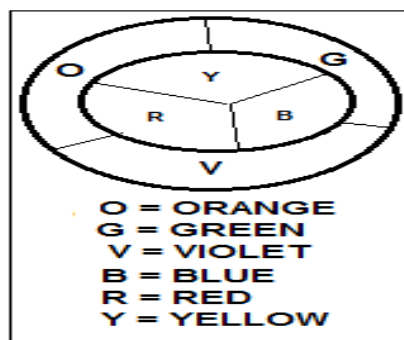 Y
O
G
R
B
V
O = ORANGE
G = GREEN
V = VIOLET
B = BLUE
R = RED
Y = YELLOW